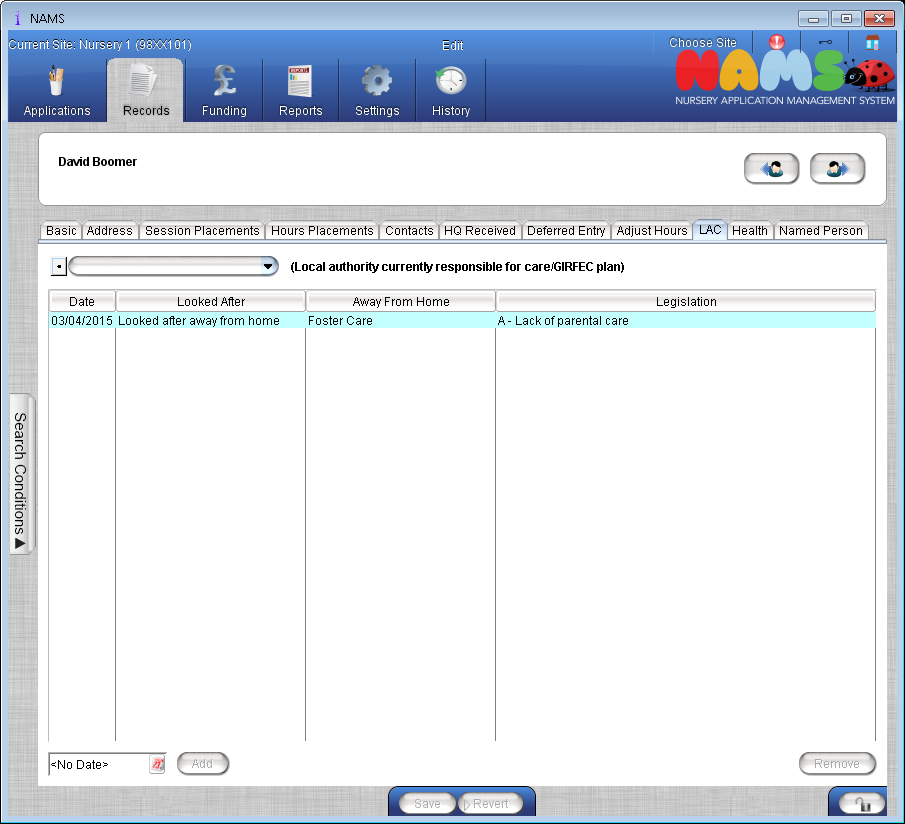 NAMS
Current Site: Nursery 1 (98XX101)
Edit
Choose Site
Applications
Records
Funding
REPORTS
Reports
Settings
History
NAMS
NURSERY APPLICATION MANAGEMENT SYSTEM
David Boomer
Basic Address Session Placements Hours Placements Contacts HQ Received Deferred Entry Adjust Hours LAC Health Named Person
(Local authority currently responsible for care/GIRFEC plan)
Date Looked After Away From Home Legislation
03/04/2015 Looked after away from home Foster Care A - Lack of parental care
Search Conditions
<No Date> Add Remove
Save Revert